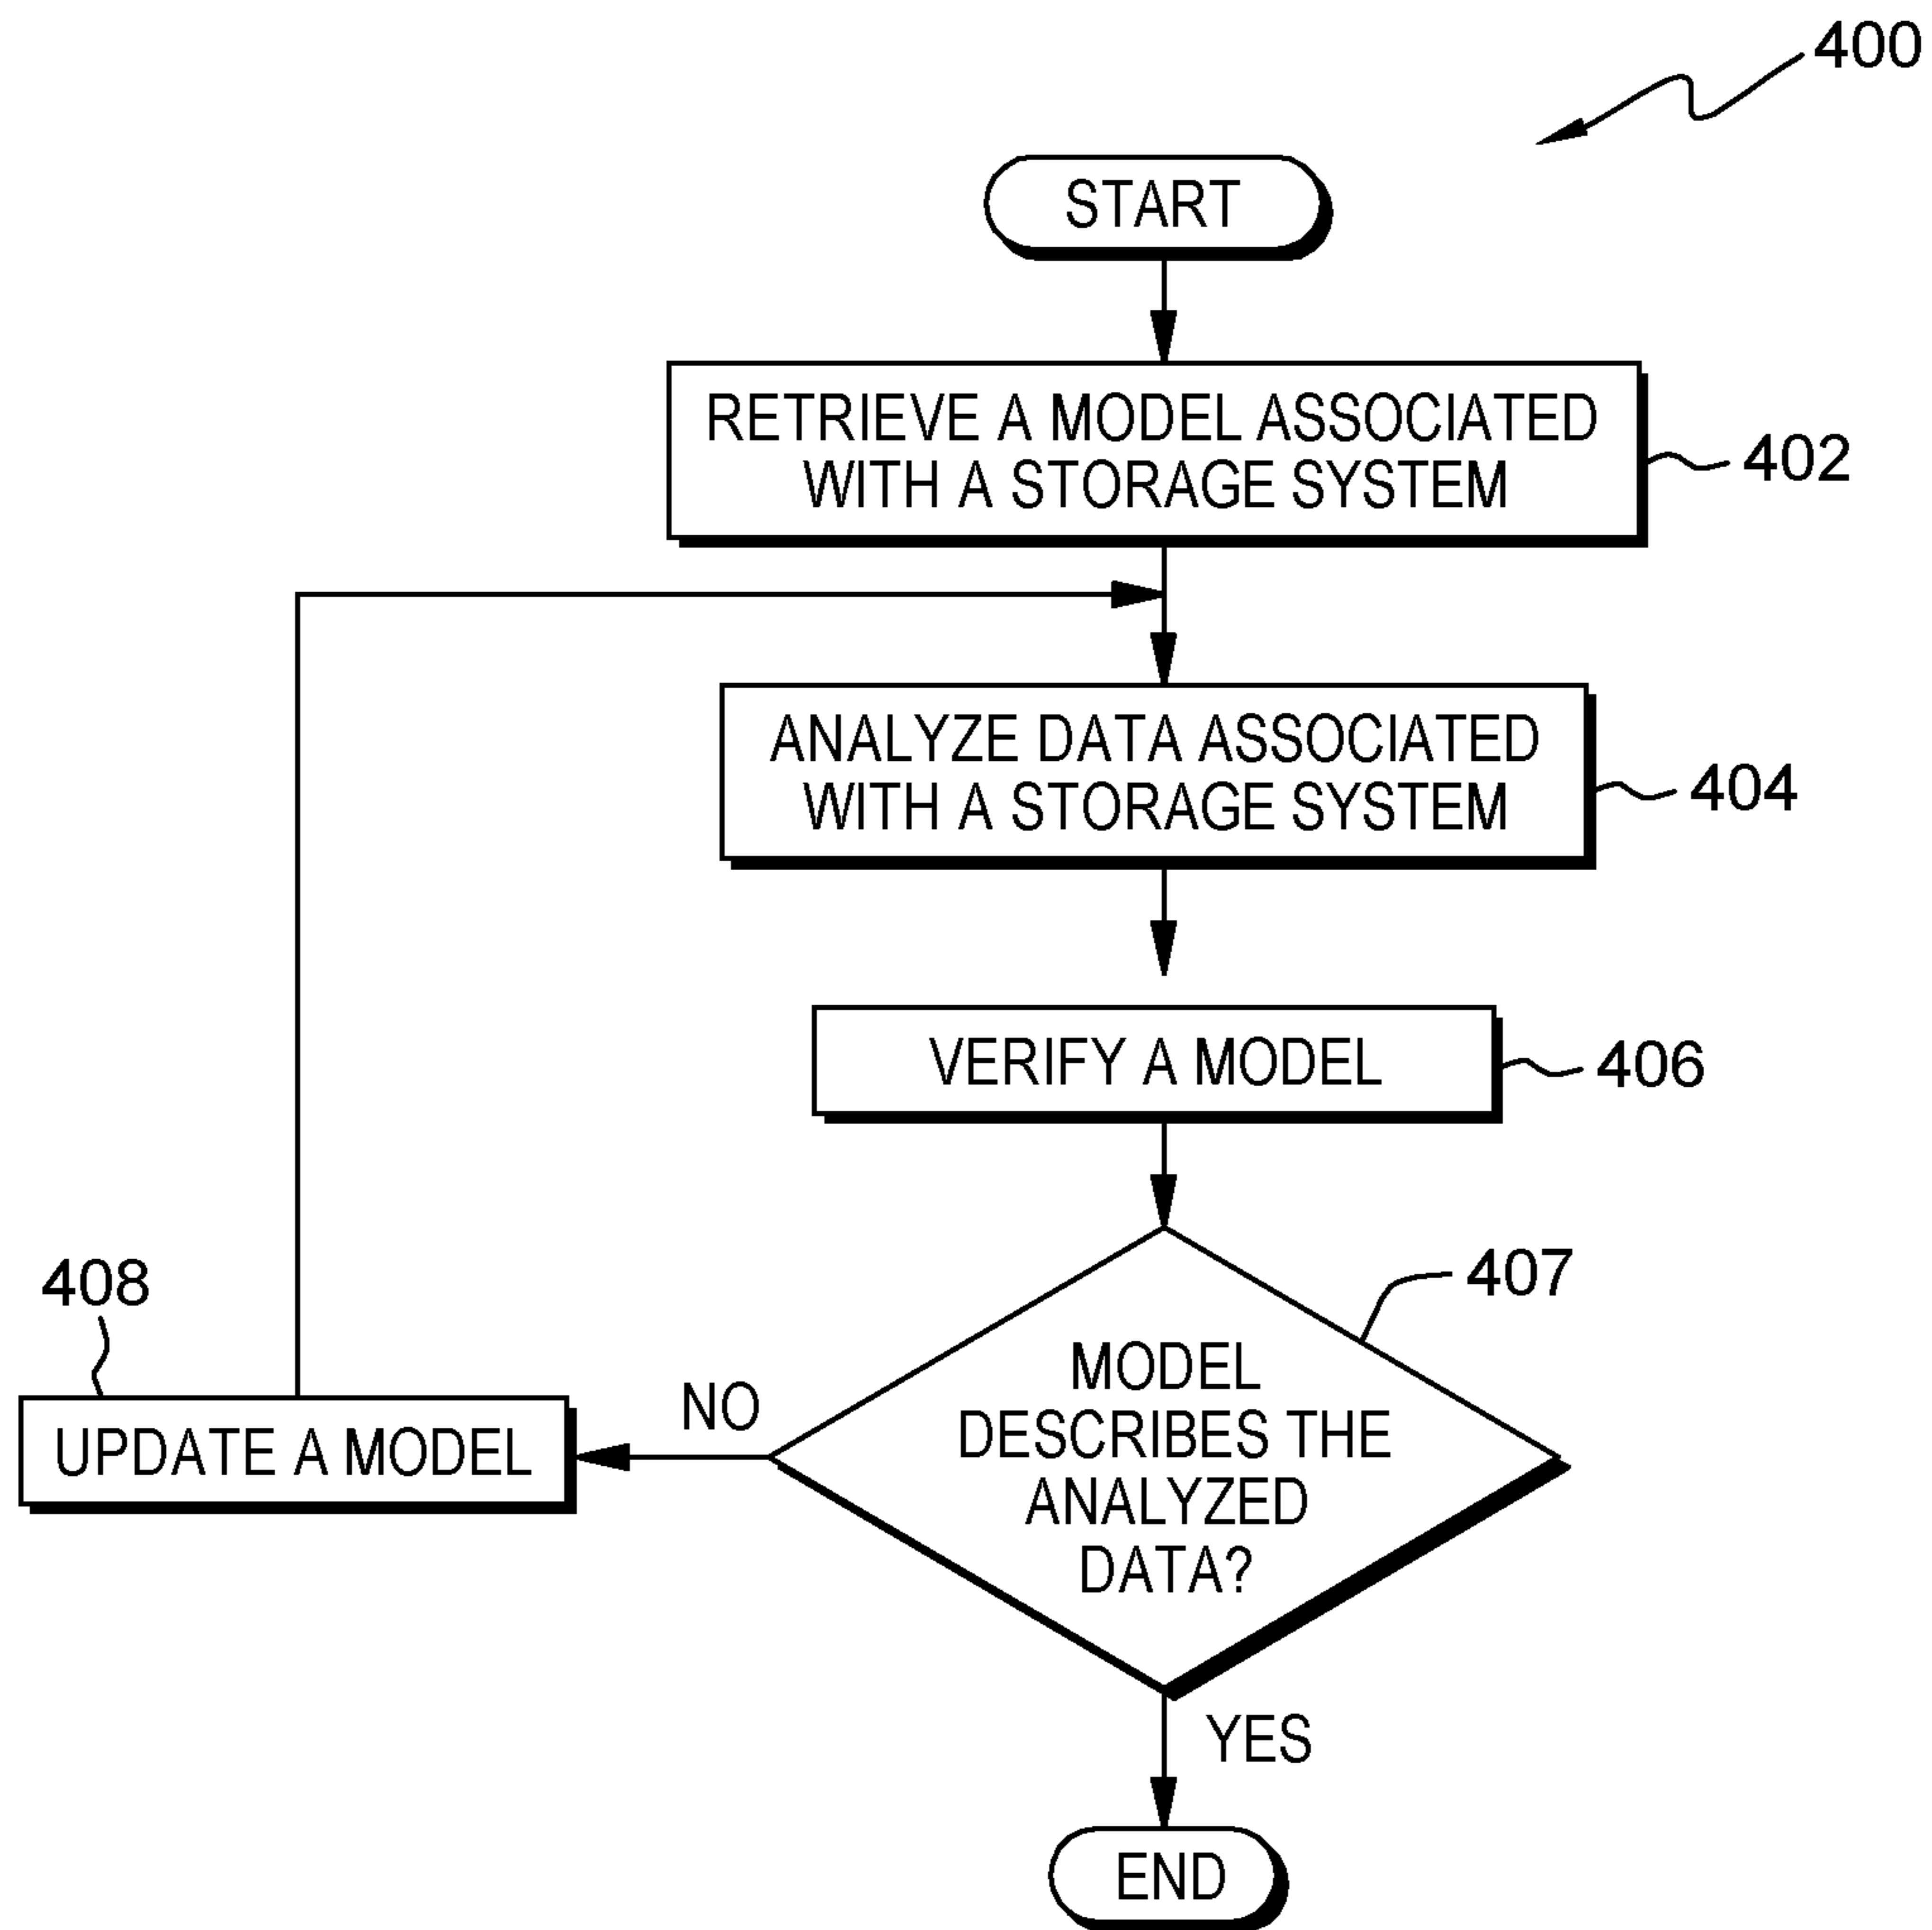 400
START
RETRIEVE A MODEL ASSOCIATED
WITH A STORAGE SYSTEM
402
ANALYZE DATA ASSOCIATED
WITH A STORAGE SYSTEM
404
VERIFY A MODEL
406
407
MODEL
DESCRIBES THE
ANALYZED
DATA?
NO
408
UPDATE A MODEL
YES
END